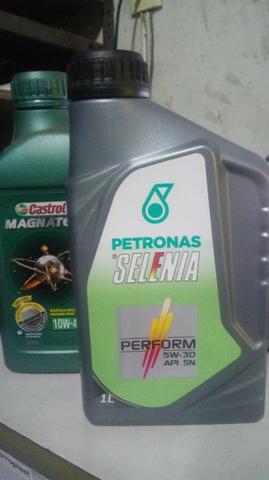 Castrol
MAGNATE
10W-4
PETRONAS
SELENIA
PERFORM
5W-30
API SN
1L